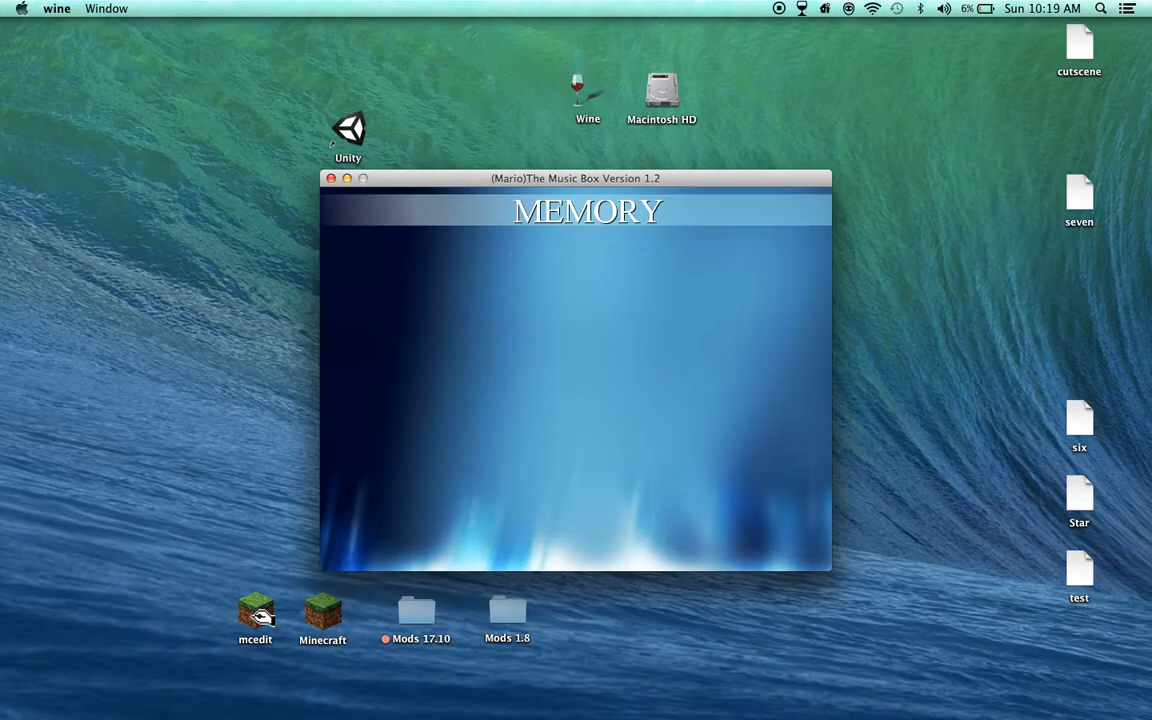 wine Window 6% Sun 10:19 AM
cutscene
Wine Macintosh HD
Unity
(Mario)The Music Box Version 1.2
MEMORY
seven
six
Star
test
mcedit Minecraft Mods 17.10 Mods 1.8